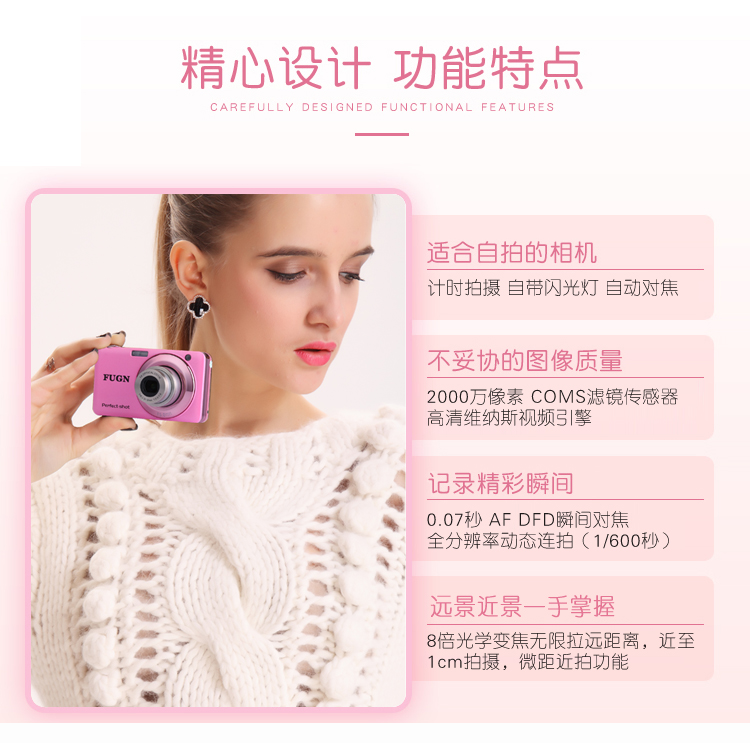 精心设计 功能特点
CAREFULLY DESIGNED FUNCTIONAL FEATURES
适合自拍的相机
计时拍摄 自带闪光灯 自动对焦
不妥协的图像质量
2000万像素 COMS滤镜传感器
高清维纳斯视频引擎
FUGN
Perfect shot
记录精彩瞬间
0.07秒 AF DFD瞬间对焦
全分辨率动态连拍（1/600秒）
远景近景一手掌握
8倍光学变焦无限拉远距离，近至
1cm拍摄，微距近拍功能